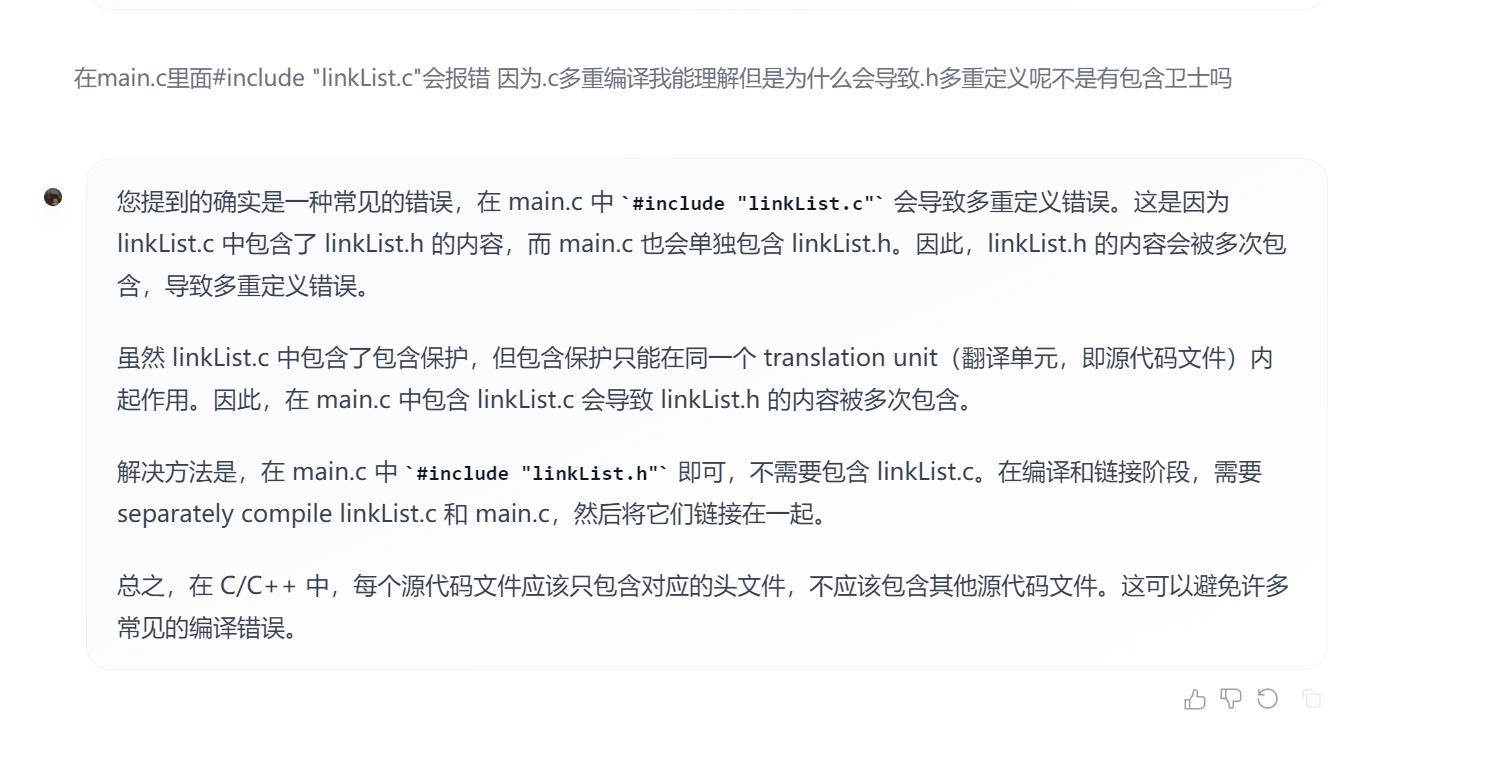 在main.c里面#include "linkList.c"会报错 因为.c多重编译我能理解但是为什么会导致.h多重定义呢不是有包含卫士吗
您提到的确实是一种常见的错误，在 main.c 中 `#include "linkList.c"` 会导致多重定义错误。这是因为
linkList.c 中包含了 linkList.h 的内容，而 main.c 也会单独包含 linkList.h。因此，linkList.h 的内容会被多次包
含，导致多重定义错误。
虽然 linkList.c 中包含了包含保护，但包含保护只能在同一个 translation unit（翻译单元，即源代码文件）内
起作用。因此，在 main.c 中包含 linkList.c 会导致 linkList.h 的内容被多次包含。
解决方法是，在 main.c 中 `#include "linkList.h"` 即可，不需要包含 linkList.c。在编译和链接阶段，需要
separately compile linkList.c 和 main.c，然后将它们链接在一起。
总之，在 C/C++ 中，每个源代码文件应该只包含对应的头文件，不应该包含其他源代码文件。这可以避免许多
常见的编译错误。